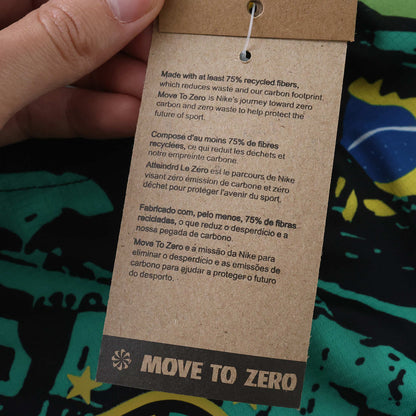 Made with at least 75% recycled fibers,
which reduces waste and our carbon footprint.
Move To Zero is Nike's journey toward zero
carbon and zero waste to help protect the
future of sport.
Composé d'au moins 75% de fibres
recyclées, ce qui réduit les déchets et
notre empreinte carbone.
Atteindre Le Zéro est le parcours de Nike
visant zéro émission de carbone et zéro
déchet pour protéger l'avenir du sport.
Fabricado com, pelo menos, 75% de fibras
recicladas, o que reduz o desperdício e a
nossa pegada de carbono.
Move To Zero é a missão da Nike para
eliminar o desperdício e as emissões de
carbono para ajudar a proteger o futuro
do desporto.
MOVE TO ZERO